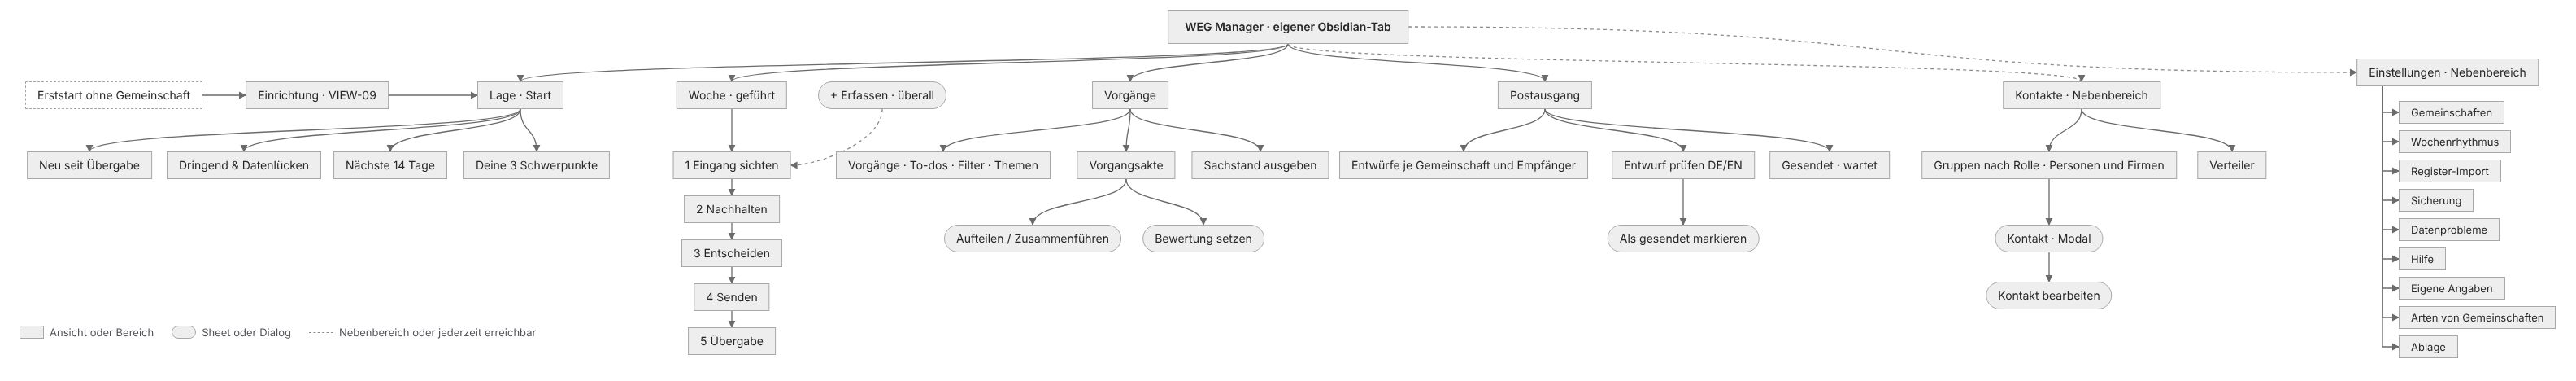 WEG Manager · eigener Obsidian-Tab
Erststart ohne Gemeinschaft
Einrichtung · VIEW-09
Lage · Start
Woche · geführt
+ Erfassen · überall
Vorgänge
Postausgang
Kontakte · Nebenbereich
Einstellungen · Nebenbereich
Neu seit Übergabe
Dringend & Datenlücken
Nächste 14 Tage
Deine 3 Schwerpunkte
1 Eingang sichten
2 Nachhalten
3 Entscheiden
4 Senden
5 Übergabe
Vorgänge · To-dos · Filter · Themen
Vorgangsakte
Sachstand ausgeben
Aufteilen / Zusammenführen
Bewertung setzen
Entwürfe je Gemeinschaft und Empfänger
Entwurf prüfen DE/EN
Gesendet · wartet
Als gesendet markieren
Gruppen nach Rolle · Personen und Firmen
Verteiler
Kontakt · Modal
Kontakt bearbeiten
Gemeinschaften
Wochenrhythmus
Register-Import
Sicherung
Datenprobleme
Hilfe
Eigene Angaben
Arten von Gemeinschaften
Ablage
Ansicht oder Bereich
Sheet oder Dialog
Nebenbereich oder jederzeit erreichbar